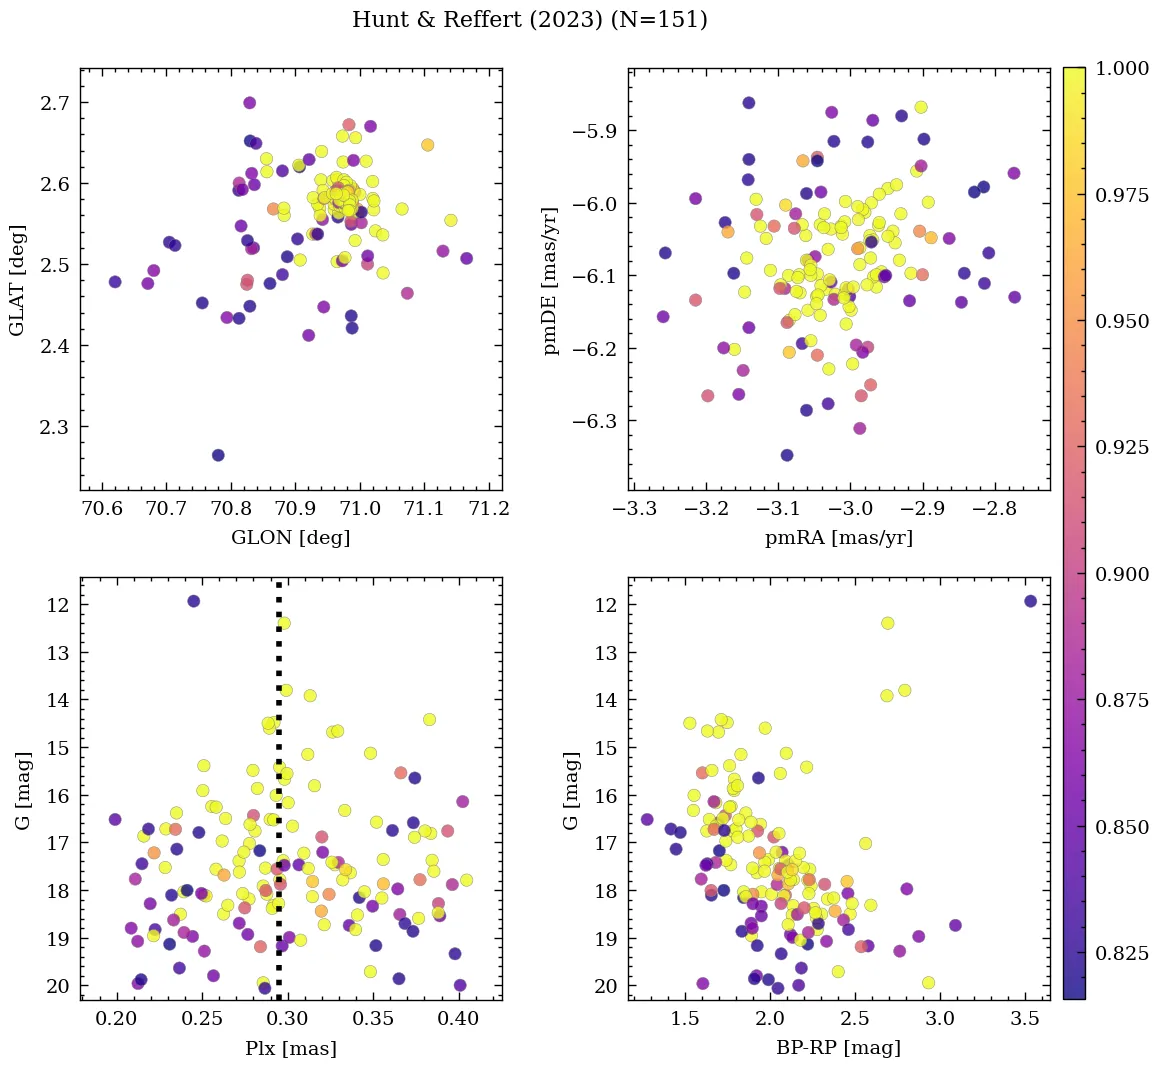 Hunt & Reffert (2023) (N=151)
2.7
2.6
2.5
2.4
2.3
GLAT [deg]
70.6 70.7 70.8 70.9 71.0 71.1 71.2
GLON [deg]
−5.9
−6.0
−6.1
−6.2
−6.3
pmDE [mas/yr]
−3.3 −3.2 −3.1 −3.0 −2.9 −2.8
pmRA [mas/yr]
1.000
0.975
0.950
0.925
0.900
0.875
0.850
0.825
12
13
14
15
16
17
18
19
20
G [mag]
0.20 0.25 0.30 0.35 0.40
Plx [mas]
12
13
14
15
16
17
18
19
20
G [mag]
1.5 2.0 2.5 3.0 3.5
BP-RP [mag]